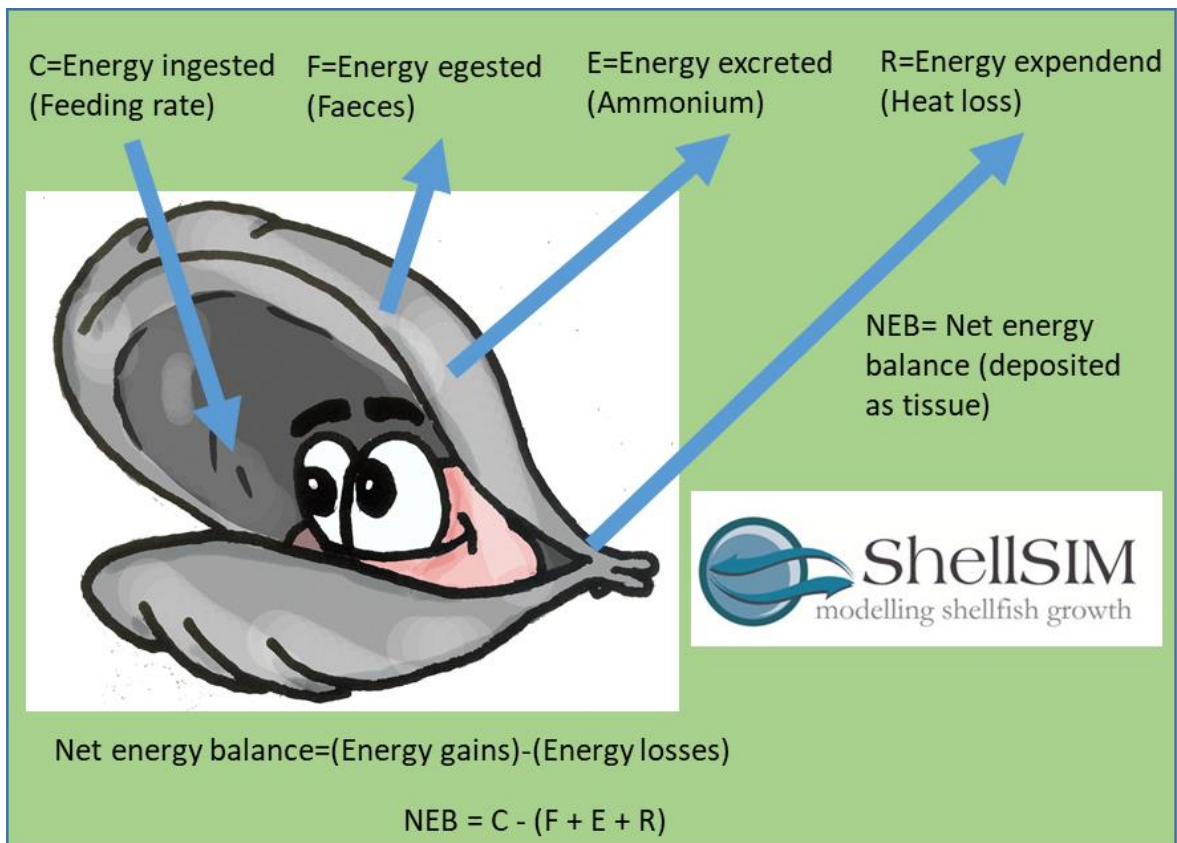 C=Energy ingested
(Feeding rate)
F=Energy egested
(Faeces)
E=Energy excreted
(Ammonium)
R=Energy expendend
(Heat loss)
NEB= Net energy
balance (deposited
as tissue)
ShellSIM
modelling shellfish growth
Net energy balance=(Energy gains)-(Energy losses)
NEB = C - (F + E + R)